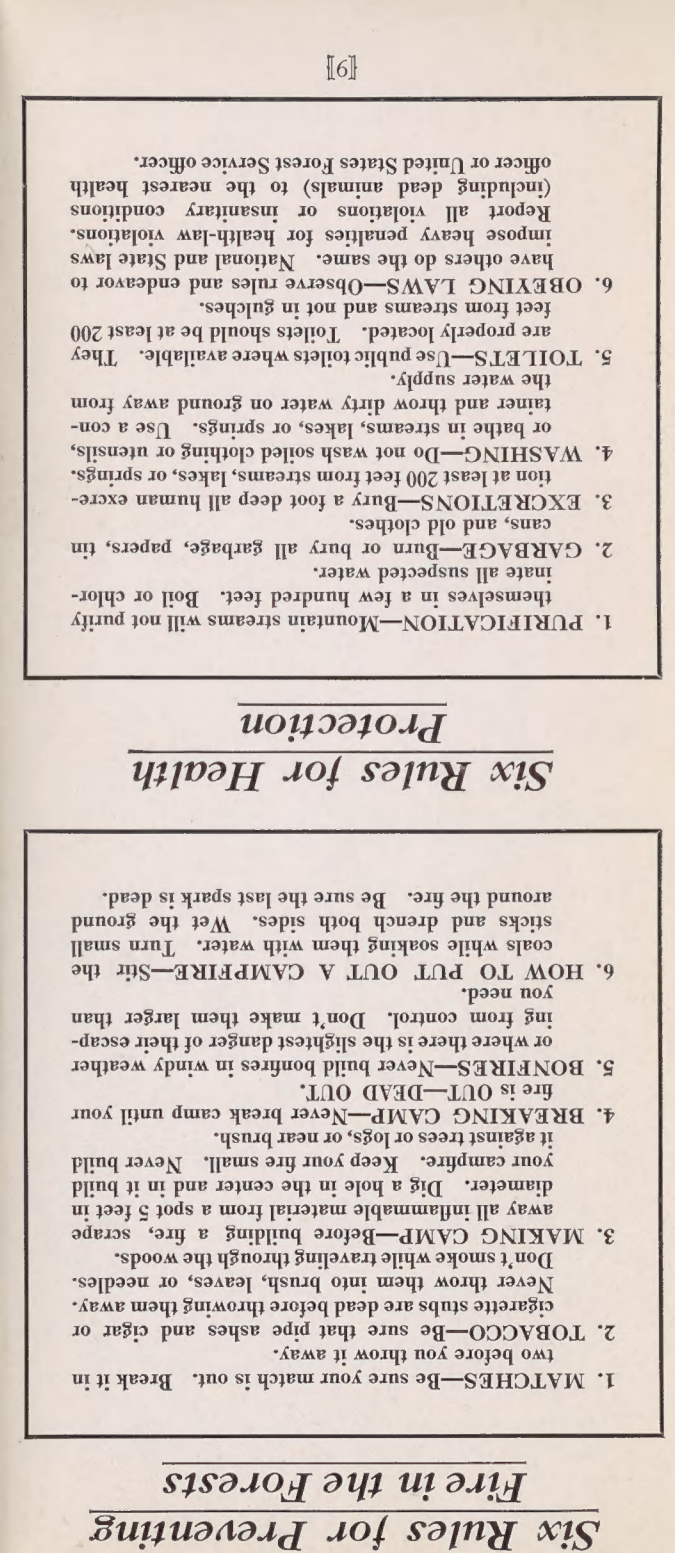 Six Rules for Preventing
Fire in the Forests
1. MATCHES—Be sure your match is out. Break it in
two before you throw it away.
2. TOBACCO—Be sure that pipe ashes and cigar or
cigarette stubs are dead before throwing them away.
Never throw them into brush, leaves, or needles.
Don't smoke while traveling through the woods.
3. MAKING CAMP—Before building a fire, scrape
away all inflammable material from a spot 5 feet in
diameter. Dig a hole in the center and in it build
your campfire. Keep your fire small. Never build
it against trees or logs, or near brush.
4. BREAKING CAMP—Never break camp until your
fire is OUT—DEAD OUT.
5. BONFIRES—Never build bonfires in windy weather
or where there is the slightest danger of their escap-
ing from control. Don't make them larger than
you need.
6. HOW TO PUT OUT A CAMPFIRE—Stir the
coals while soaking them with water. Turn small
sticks and drench both sides. Wet the ground
around the fire. Be sure the last spark is dead.
Six Rules for Health
Protection
1. PURIFICATION—Mountain streams will not purify
themselves in a few hundred feet. Boil or chlor-
inate all suspected water.
2. GARBAGE—Burn or bury all garbage, papers, tin
cans, and old clothes.
3. EXCRETIONS—Bury a foot deep all human excre-
tion at least 200 feet from streams, lakes, or springs.
4. WASHING—Do not wash soiled clothing or utensils,
or bathe in streams, lakes, or springs. Use a con-
tainer and throw dirty water on ground away from
the water supply.
5. TOILETS—Use public toilets where available. They
are properly located. Toilets should be at least 200
feet from streams and not in gulches.
6. OBEYING LAWS—Observe rules and endeavor to
have others do the same. National and State laws
impose heavy penalties for health-law violations.
Report all violations or insanitary conditions
(including dead animals) to the nearest health
officer or United States Forest Service officer.
[6]